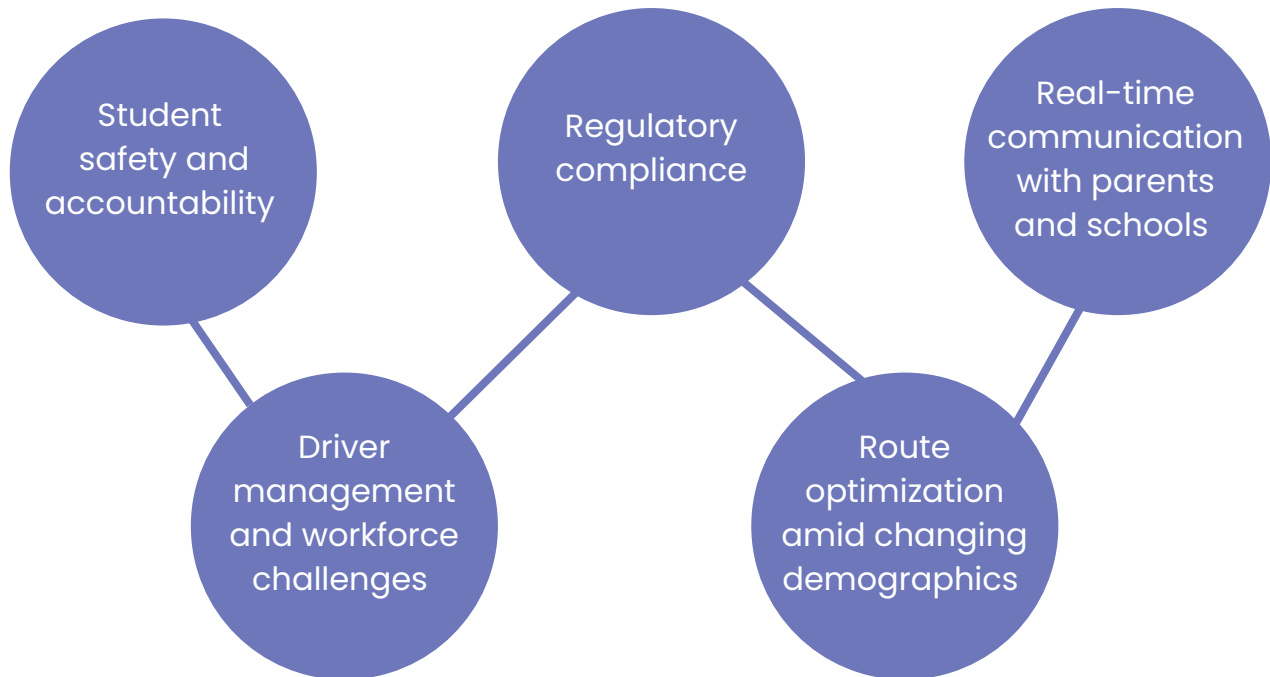 Student
safety and
accountability
Regulatory
compliance
Real-time
communication
with parents
and schools
Driver
management
and workforce
challenges
Route
optimization
amid changing
demographics